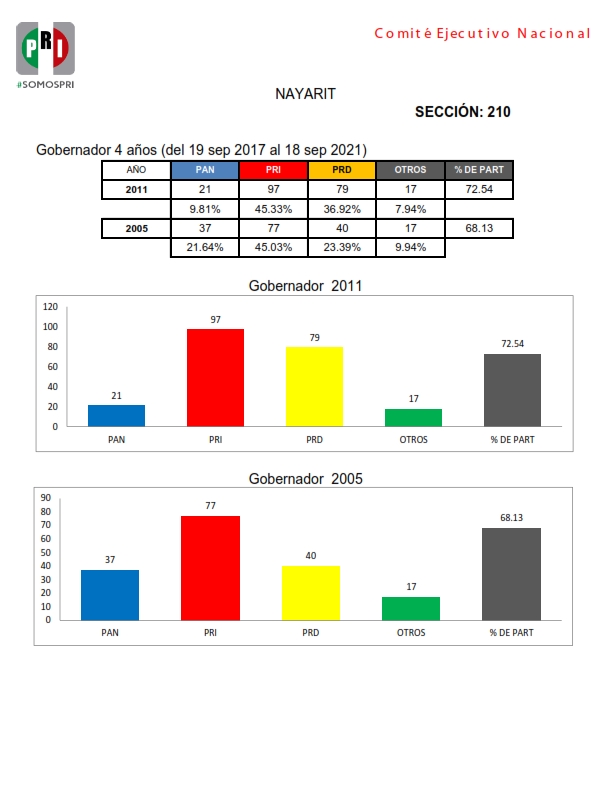 PRI
#SOMOSPRI
Comité Ejecutivo Nacional
NAYARIT
SECCIÓN: 210
Gobernador 4 años (del 19 sep 2017 al 18 sep 2021)
AÑO PAN PRI PRD OTROS % DE PART
2011 21 97 79 17 72.54
9.81% 45.33% 36.92% 7.94%
2005 37 77 40 17 68.13
21.64% 45.03% 23.39% 9.94%
Gobernador 2011
120
100
80
60
40
20
0
21
97
79
17
72.54
PAN PRI PRD OTROS % DE PART
Gobernador 2005
90
80
70
60
50
40
30
20
10
0
37
77
40
17
68.13
PAN PRI PRD OTROS % DE PART